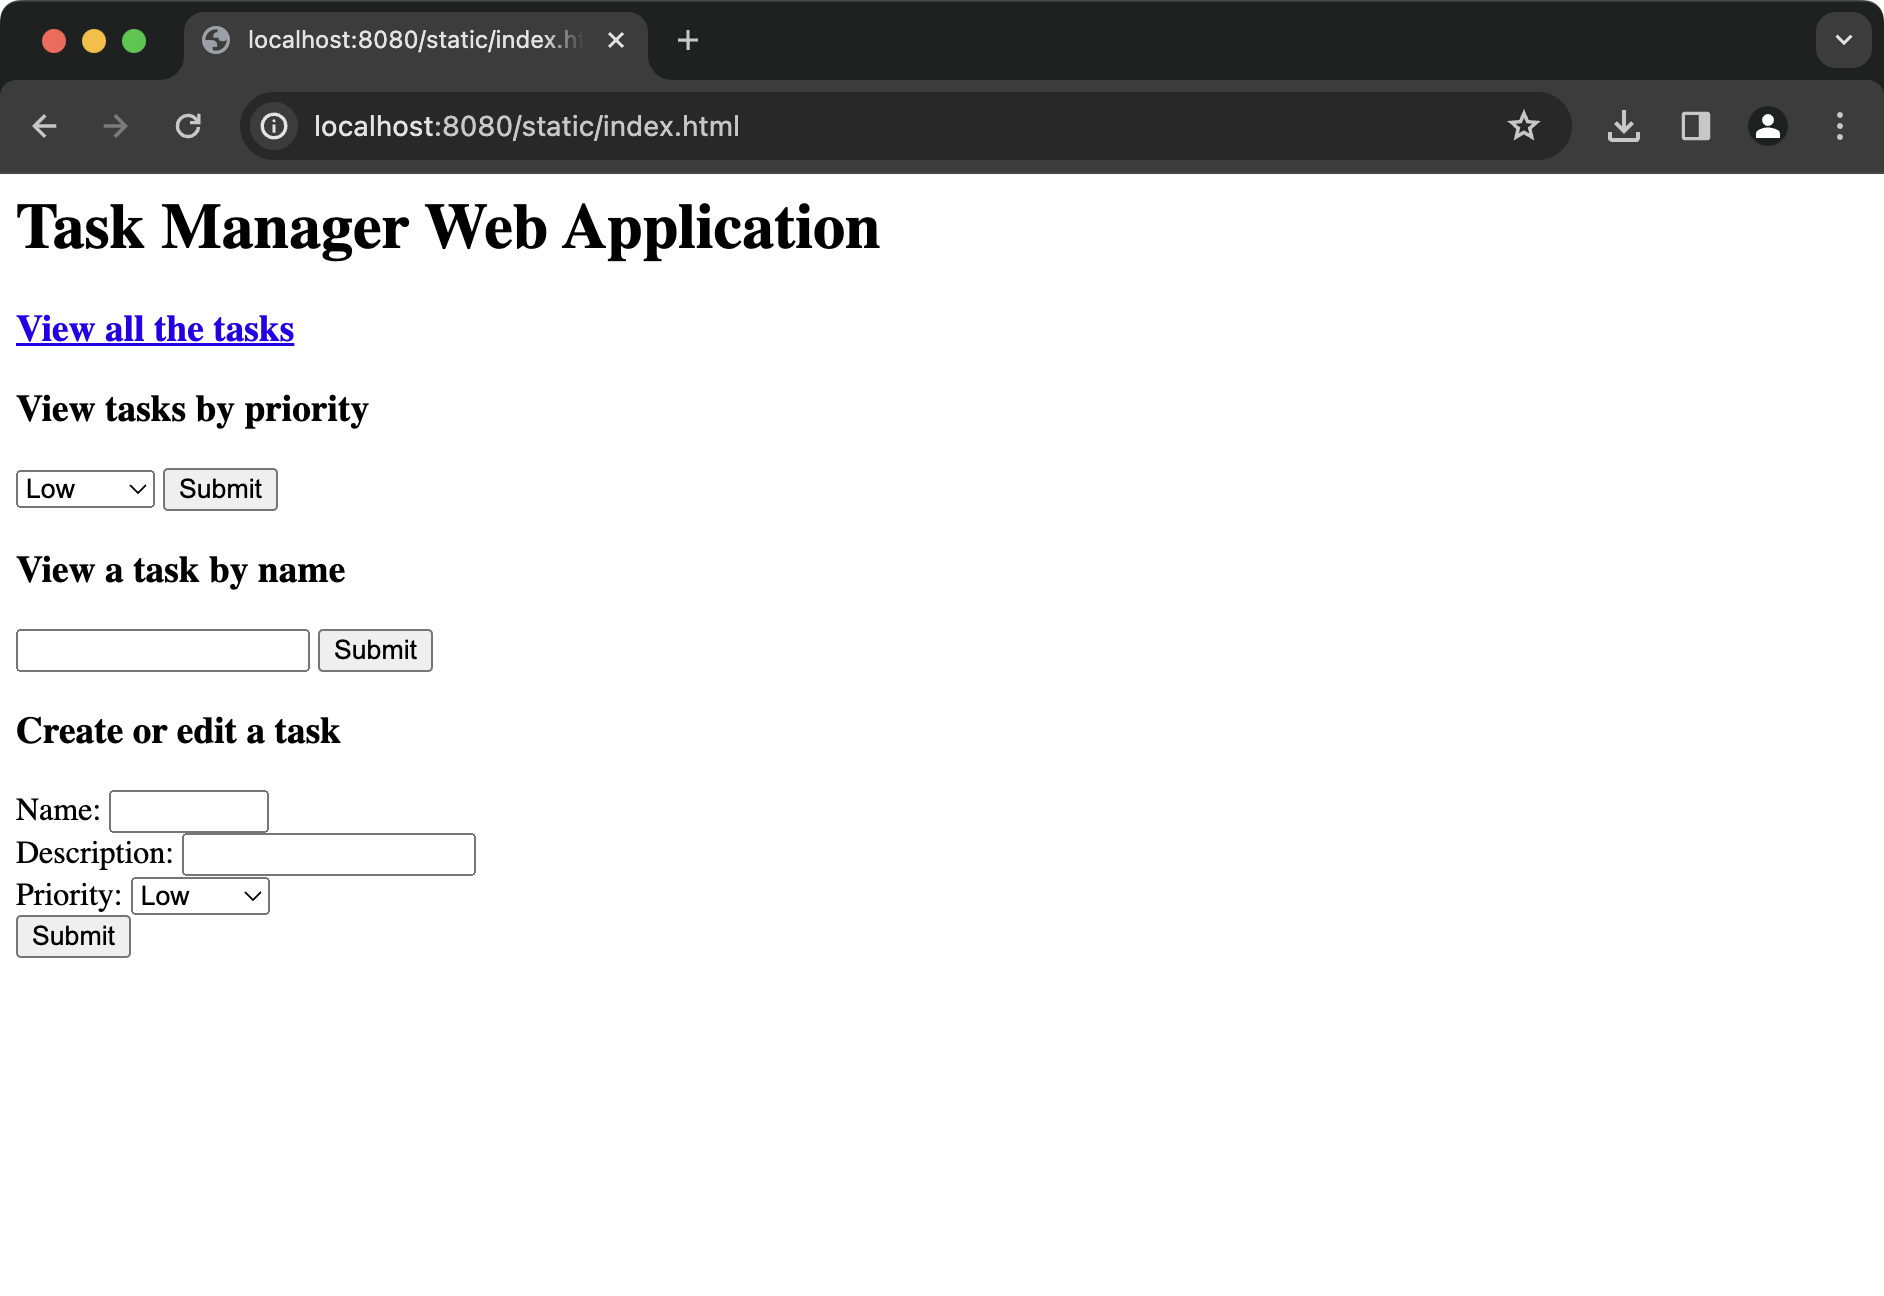 localhost:8080/static/index.ht
localhost:8080/static/index.html
Task Manager Web Application
View all the tasks
View tasks by priority
Low Submit
View a task by name
Submit
Create or edit a task
Name:
Description:
Priority: Low
Submit